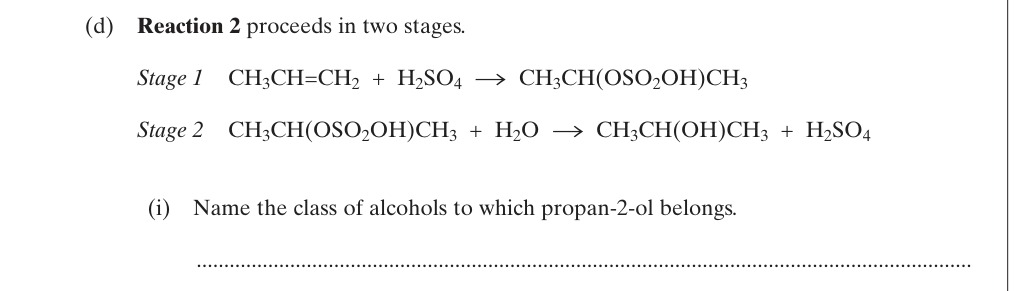 (d) Reaction 2 proceeds in two stages.
Stage 1 CH₃CH=CH₂ + H₂SO₄ ⟶ CH₃CH(OSO₂OH)CH₃
Stage 2 CH₃CH(OSO₂OH)CH₃ + H₂O ⟶ CH₃CH(OH)CH₃ + H₂SO₄
(i) Name the class of alcohols to which propan-2-ol belongs.